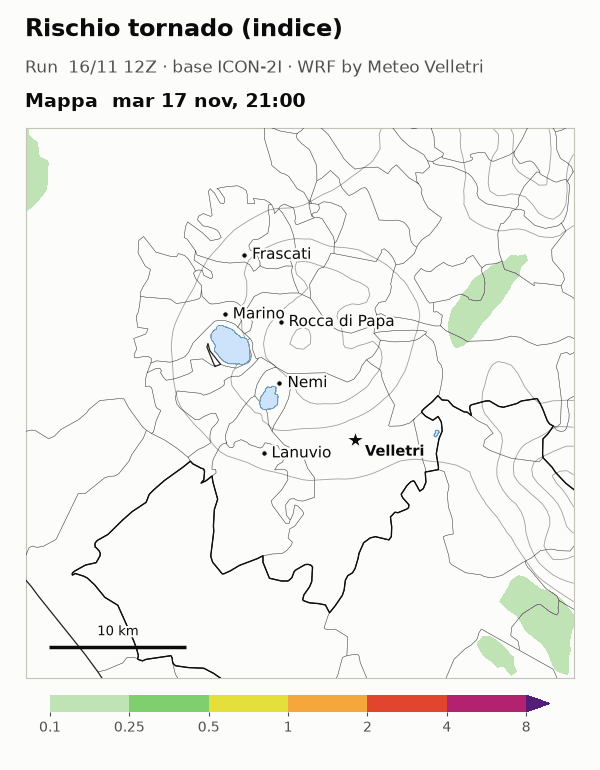 Rischio tornado (indice)
Run  16/11 12Z · base ICON-2I · WRF by Meteo Velletri
Mappa  mar 17 nov, 21:00
Frascati
Marino
Rocca di Papa
Nemi
Velletri
Lanuvio
10 km
0.1 0.25 0.5 1 2 4 8